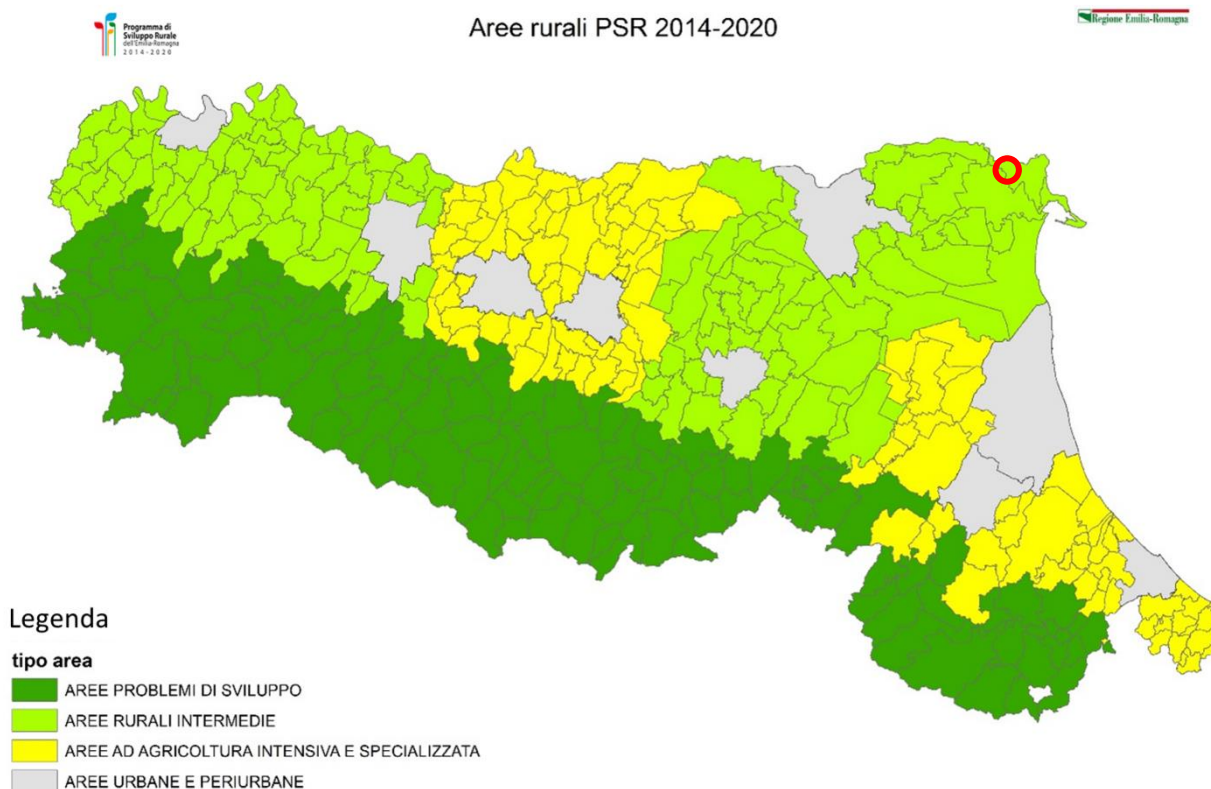 Programma di
Sviluppo Rurale
dell'Emilia-Romagna
2014-2020
Aree rurali PSR 2014-2020
Regione Emilia-Romagna
Legenda
tipo area
AREE PROBLEMI DI SVILUPPO
AREE RURALI INTERMEDIE
AREE AD AGRICOLTURA INTENSIVA E SPECIALIZZATA
AREE URBANE E PERIURBANE